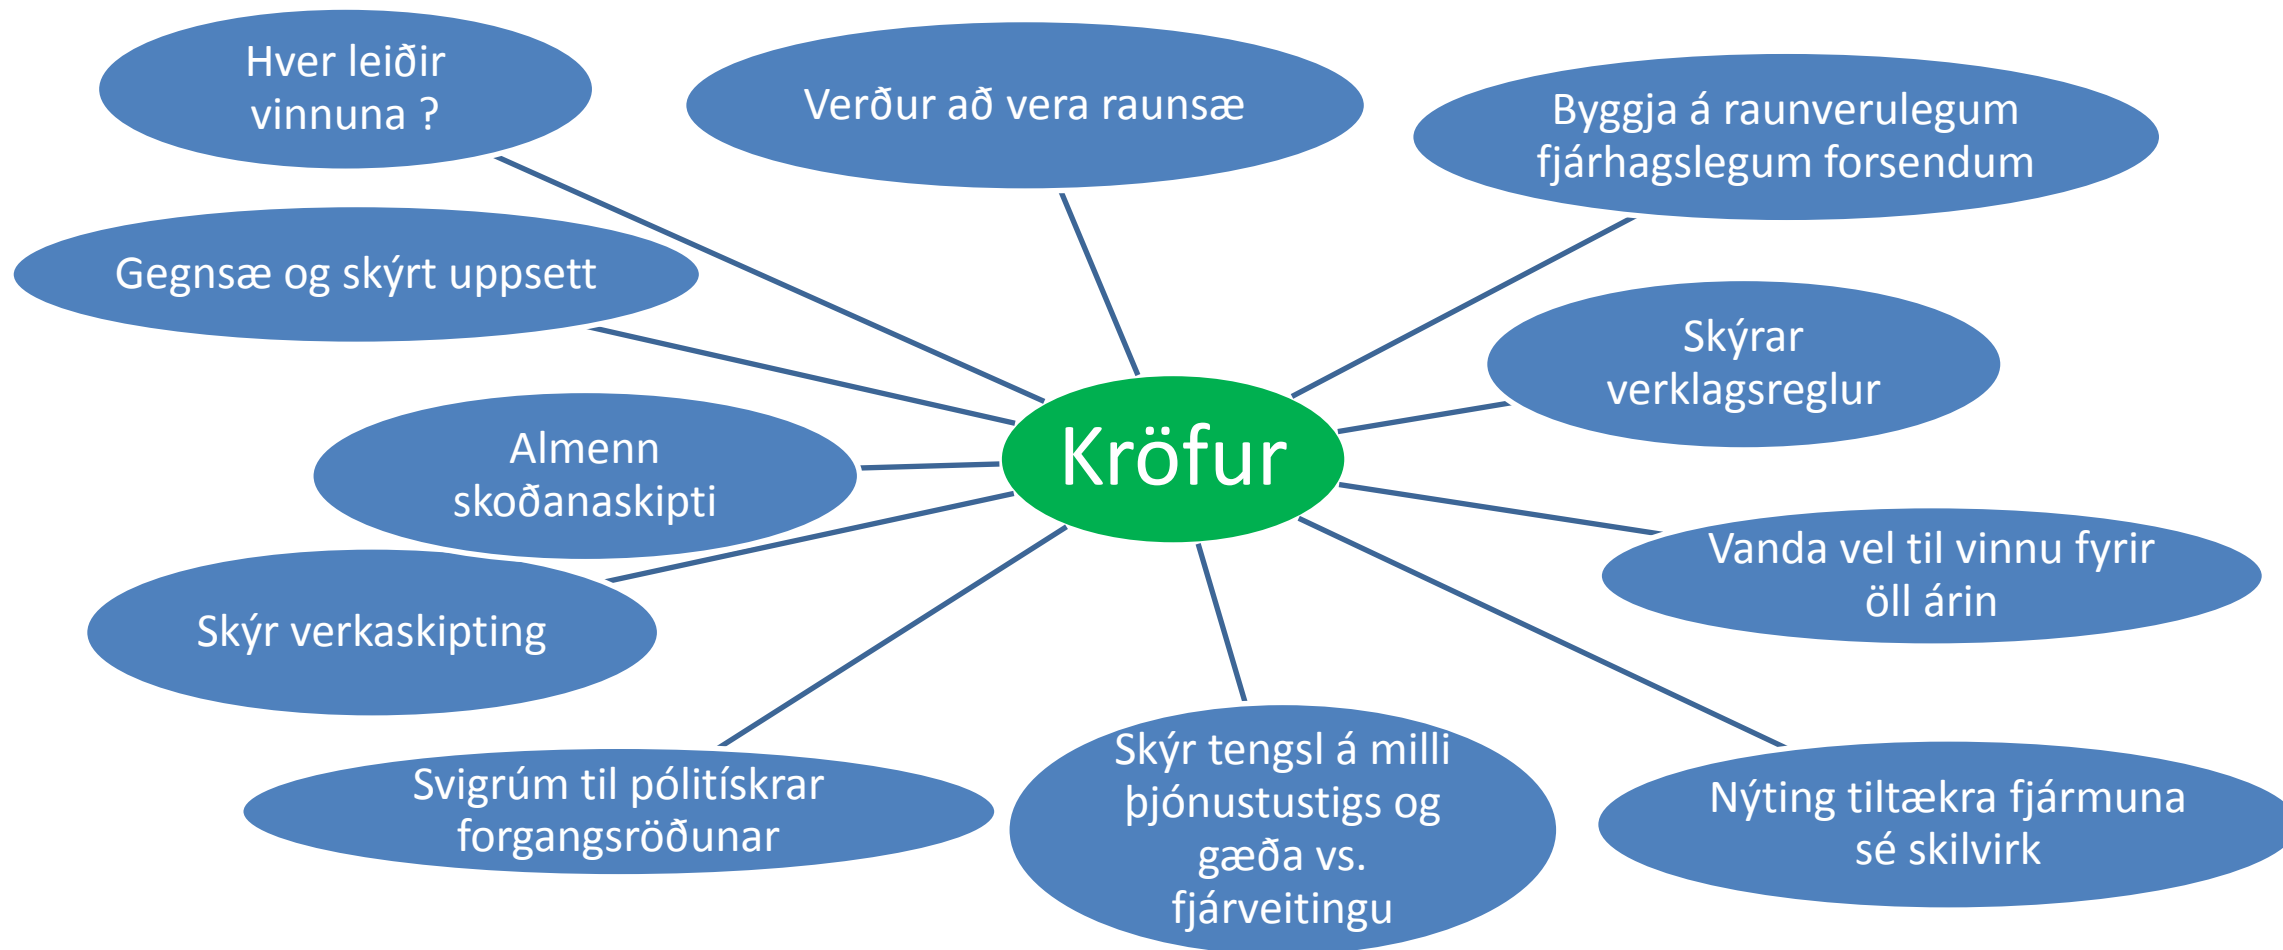 Hver leiðir
vinnuna ?
Verður að vera raunsæ
Byggja á raunverulegum
fjárhagslegum forsendum
Gegnsæ og skýrt uppsett
Skýrar
verklagsreglur
Almenn
skoðanaskipti
Kröfur
Vanda vel til vinnu fyrir
öll árin
Skýr verkaskipting
Svigrúm til pólitískrar
forgangsröðunar
Skýr tengsl á milli
þjónustustigs og
gæða vs.
fjárveitingu
Nýting tiltækra fjármuna
sé skilvirk